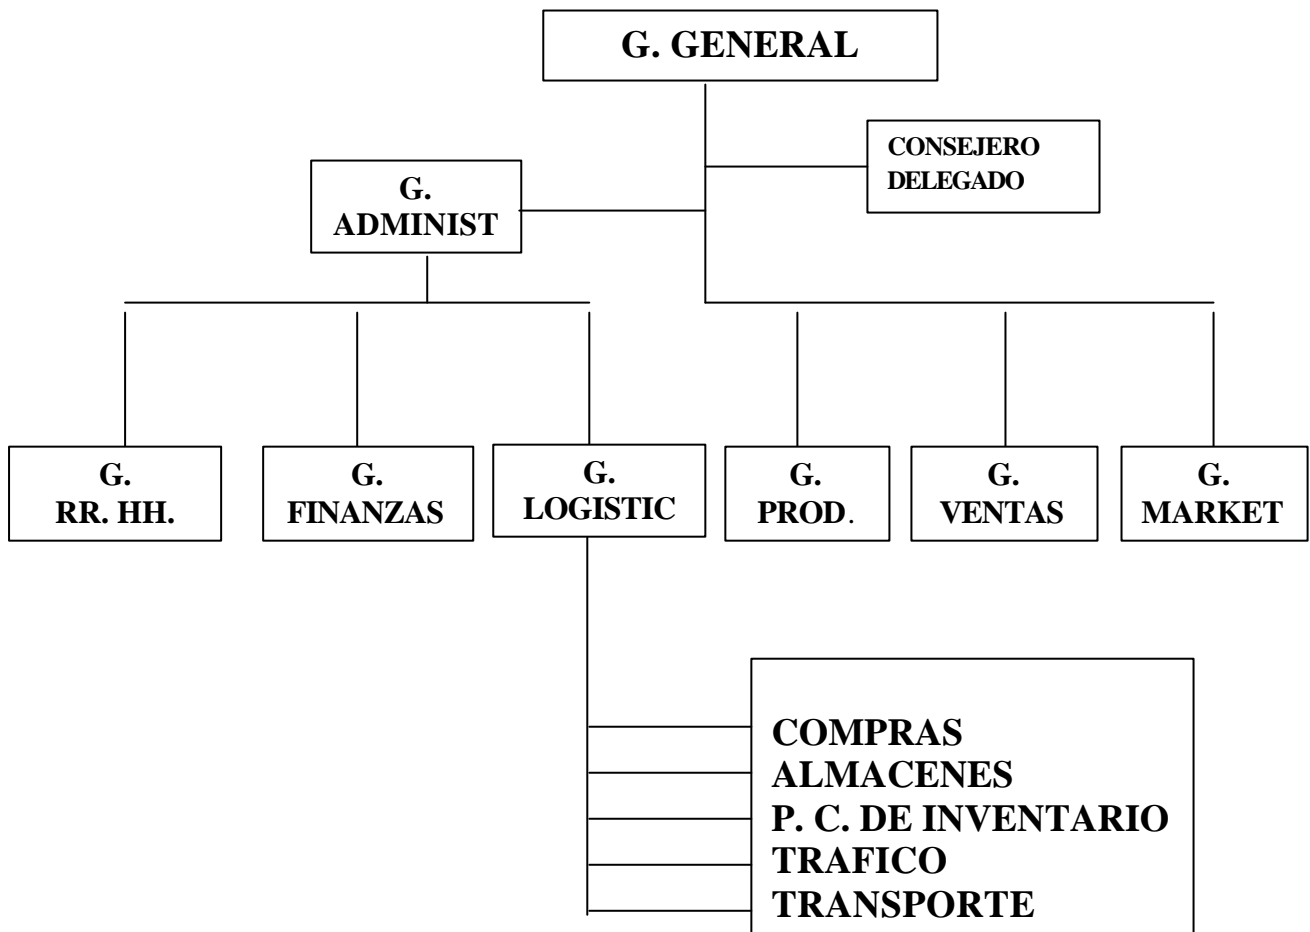 G. GENERAL
CONSEJERO
DELEGADO
G.
ADMINIST
G.
RR. HH.
G.
FINANZAS
G.
LOGISTIC
G.
PROD.
G.
VENTAS
G.
MARKET
COMPRAS
ALMACENES
P. C. DE INVENTARIO
TRAFICO
TRANSPORTE